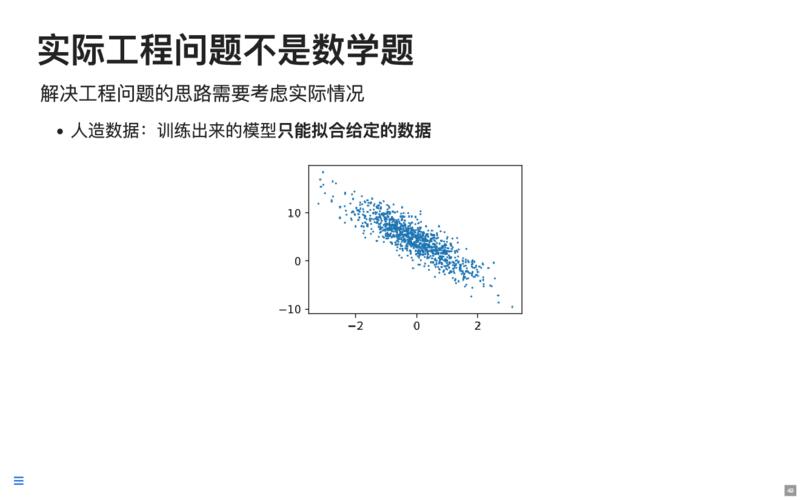 实际工程问题不是数学题
解决工程问题的思路需要考虑实际情况
• 人造数据：训练出来的模型只能拟合给定的数据
10
0
−10
−2 0 2